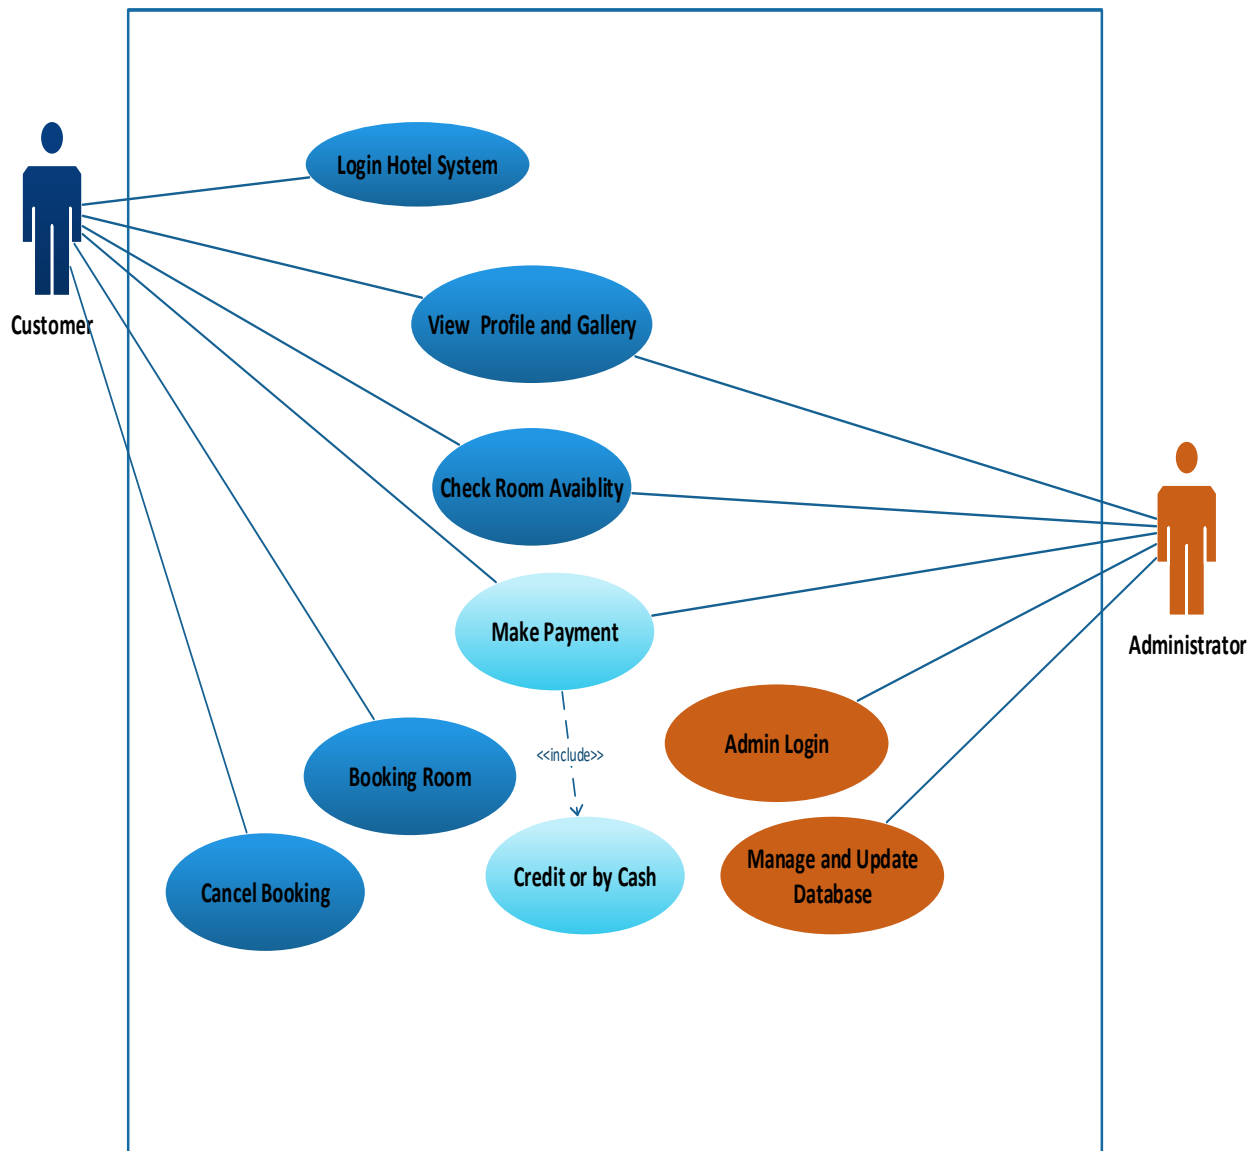 Login Hotel System
Customer
View Profile and Gallery
Check Room Avaiblity
Make Payment
Administrator
Admin Login
<<include>>
Booking Room
Manage and Update
Database
Credit or by Cash
Cancel Booking